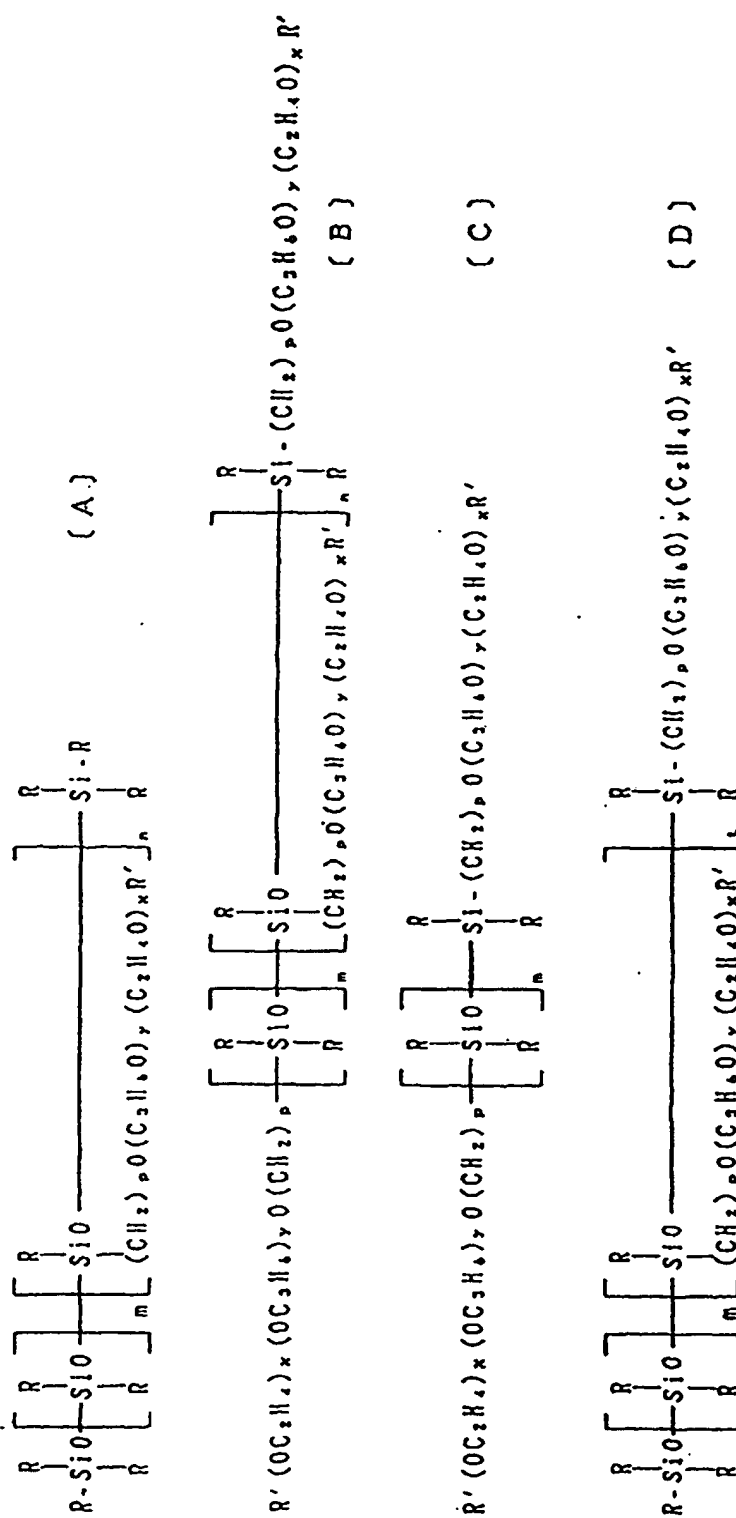 R R R R
R-SiO [ SiO ]m [ SiO ]n Si-R
R R (CH2)pO(C3H6O)y(C2H4O)xR' R
[A]
R R R
R'(OC2H4)x(OC3H6)yO(CH2)p [ SiO ]m [ SiO ]n Si-(CH2)pO(C3H6O)y(C2H4O)xR'
R (CH2)pO(C3H6O)y(C2H4O)xR' R
[B]
R R
R'(OC2H4)x(OC3H6)yO(CH2)p [ SiO ]m Si-(CH2)pO(C3H6O)y(C2H4O)xR'
R R
[C]
R R R R
R-SiO [ SiO ]m [ SiO ] Si-(CH2)pO(C3H6O)y(C2H4O)xR'
R R (CH2)pO(C3H6O)y(C2H4O)xR' R
[D]